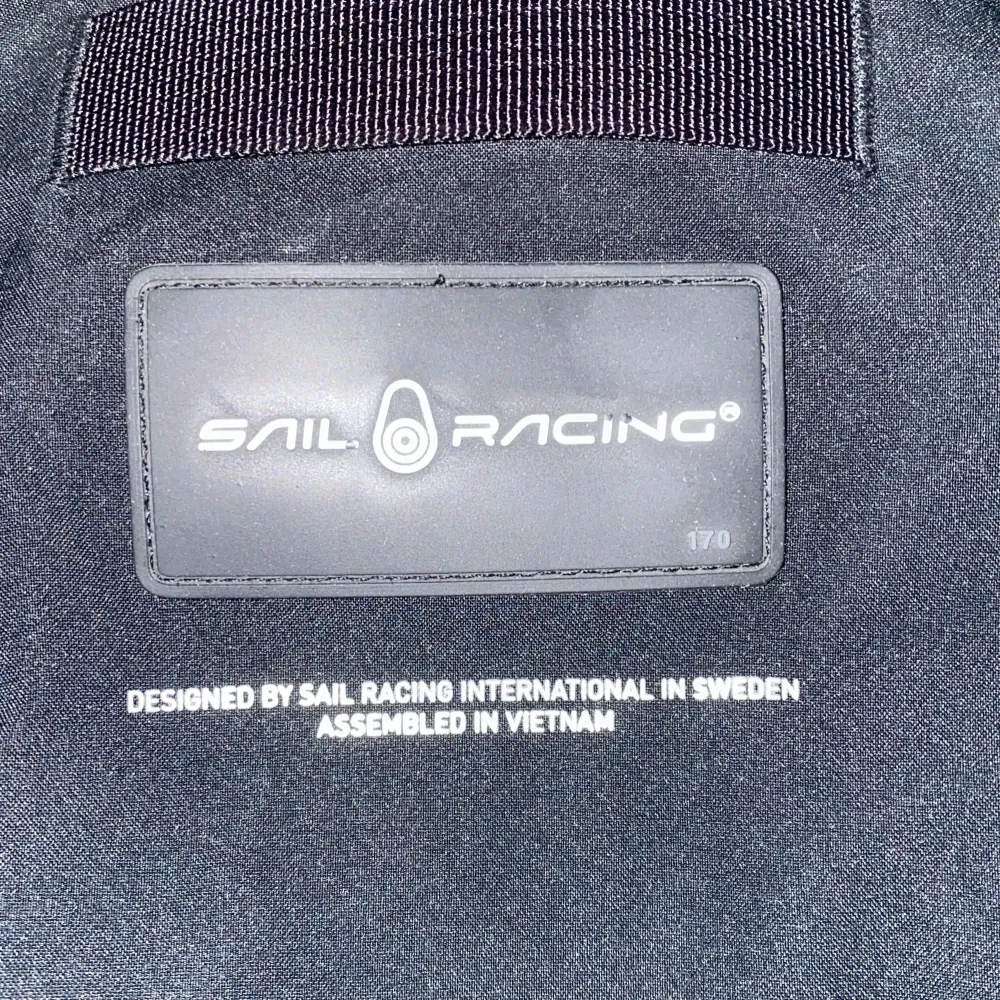 SAIL RACING®
170
DESIGNED BY SAIL RACING INTERNATIONAL IN SWEDEN
ASSEMBLED IN VIETNAM